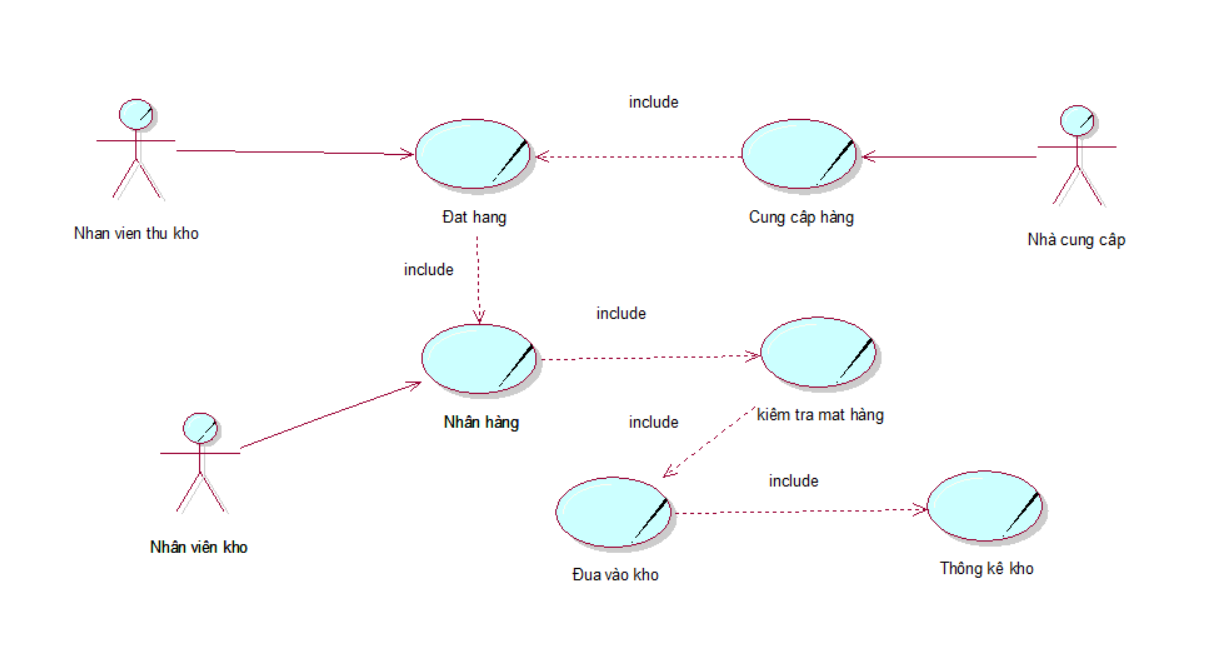 include
Đat hang
Cung câp hàng
Nhan vien thu kho
Nhà cung câp
include
include
Nhân hàng
kiêm tra mat hàng
include
include
Nhân viên kho
Đua vào kho
Thông kê kho